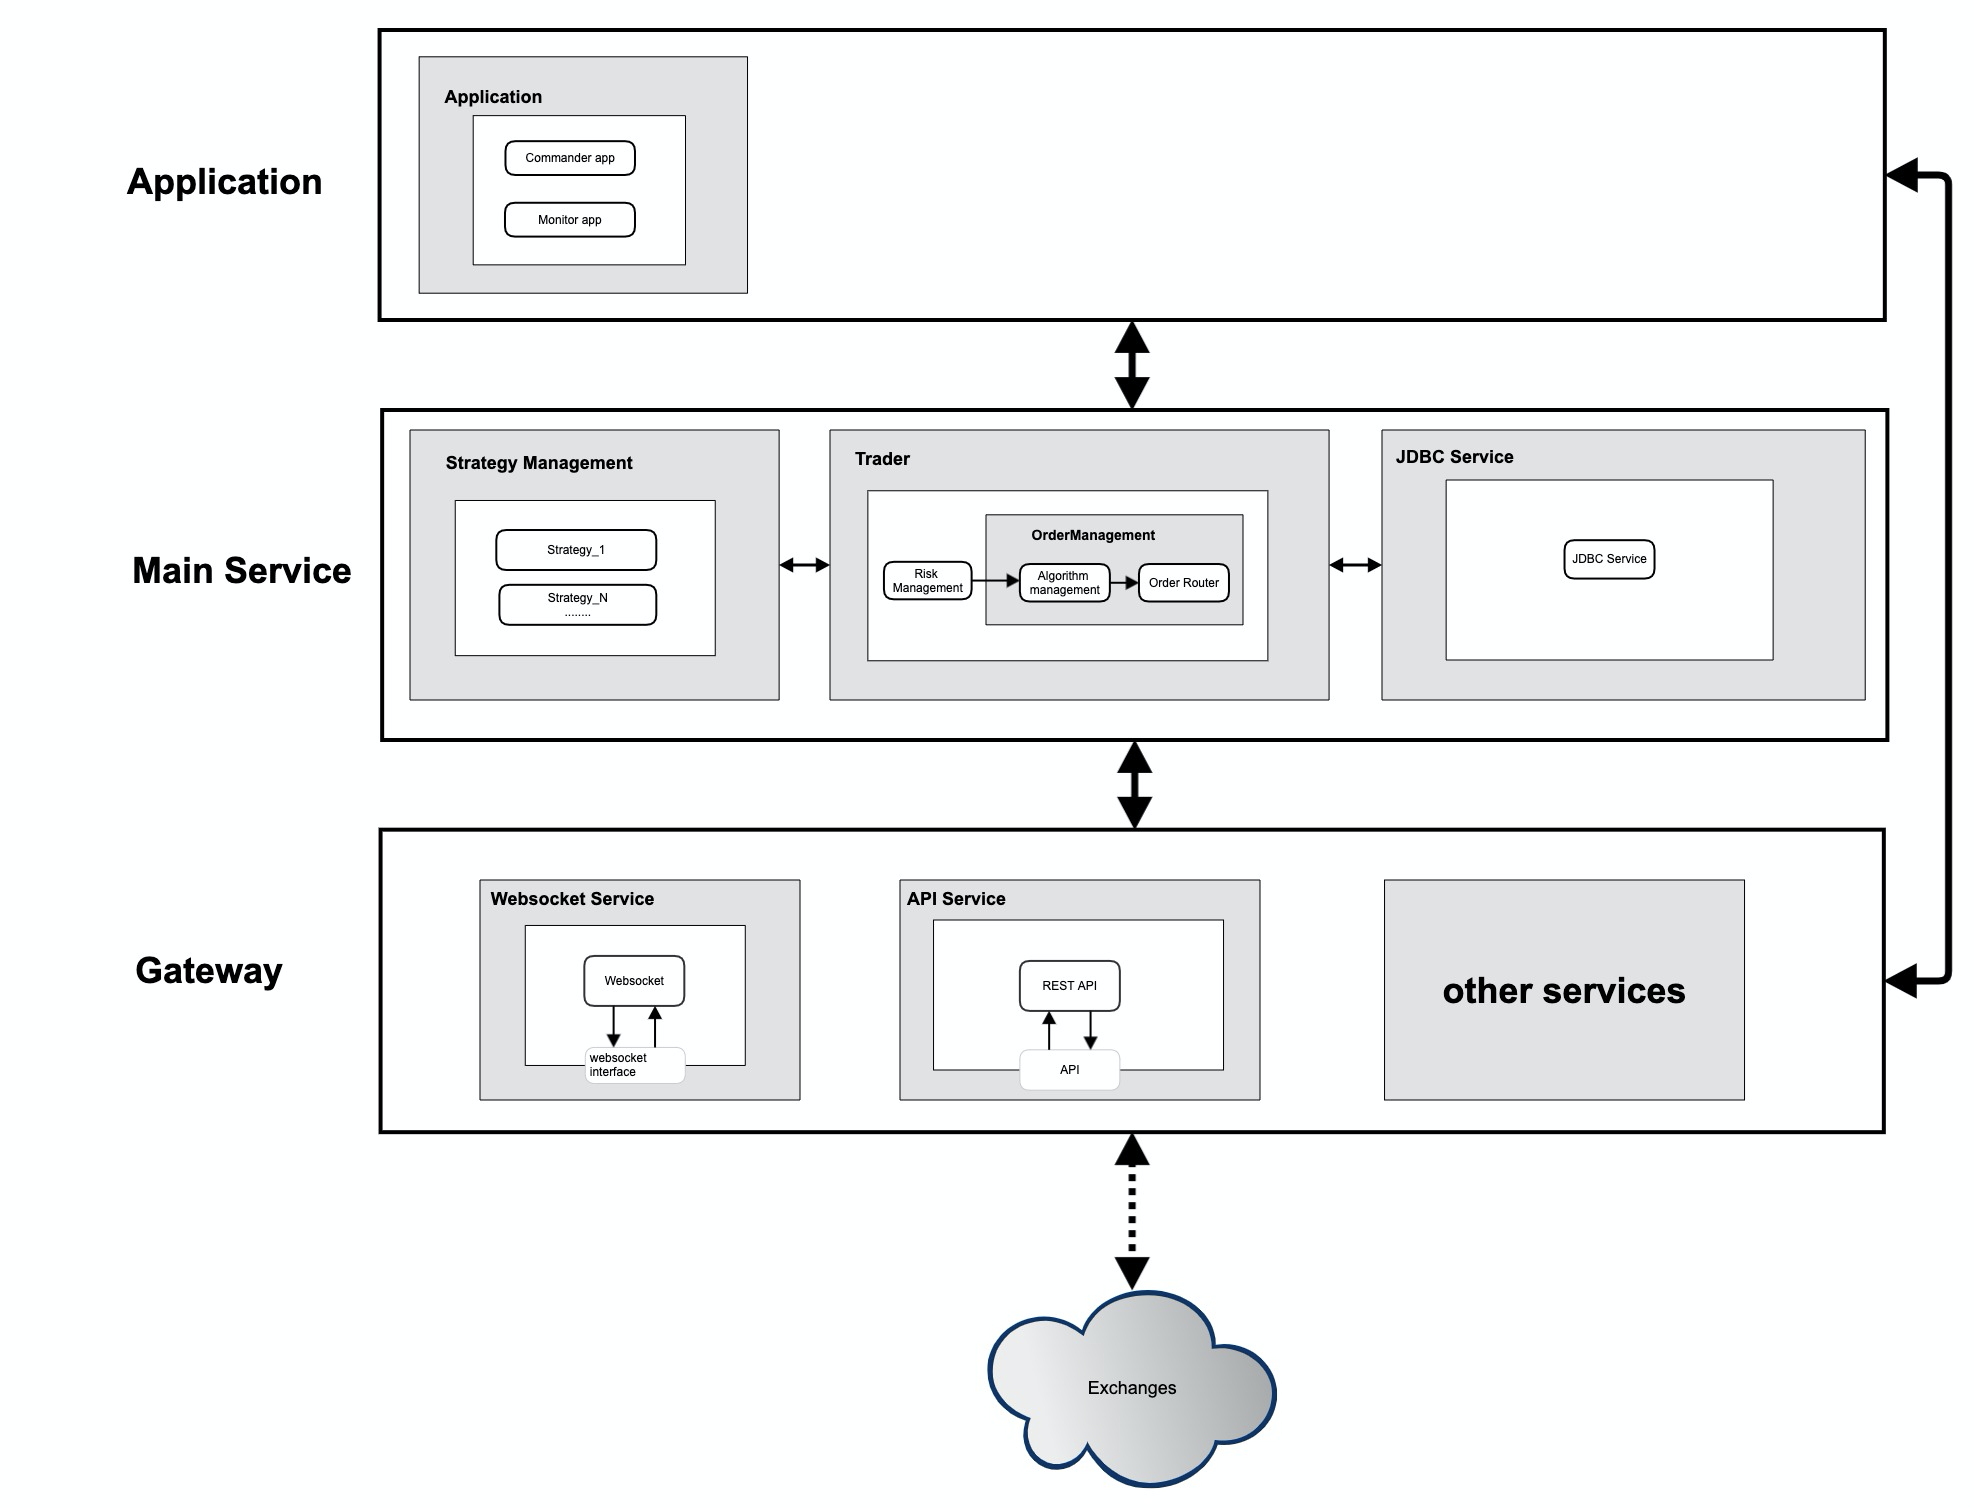 Application
Application
Commander app
Monitor app
Main Service
Strategy Management
Strategy_1
Strategy_N
........
Trader
OrderManagement
Risk
Management
Algorithm
management
Order Router
JDBC Service
JDBC Service
Gateway
Websocket Service
Websocket
websocket
interface
API Service
REST API
API
other services
Exchanges